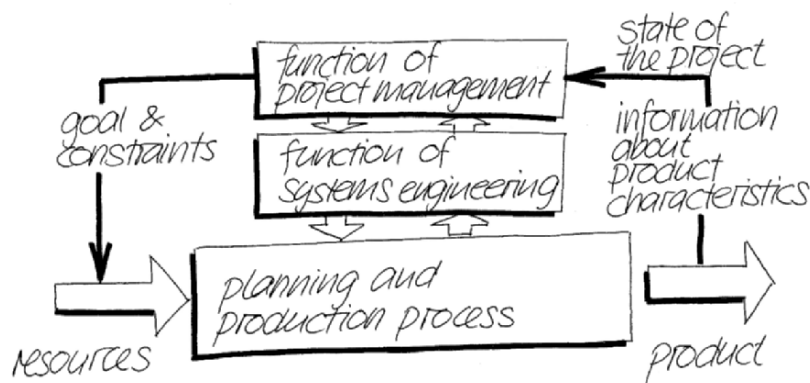 function of
project management
state of
the project
goal &
constraints
function of
systems engineering
information
about
product
characteristics
planning and
production process
resources
product